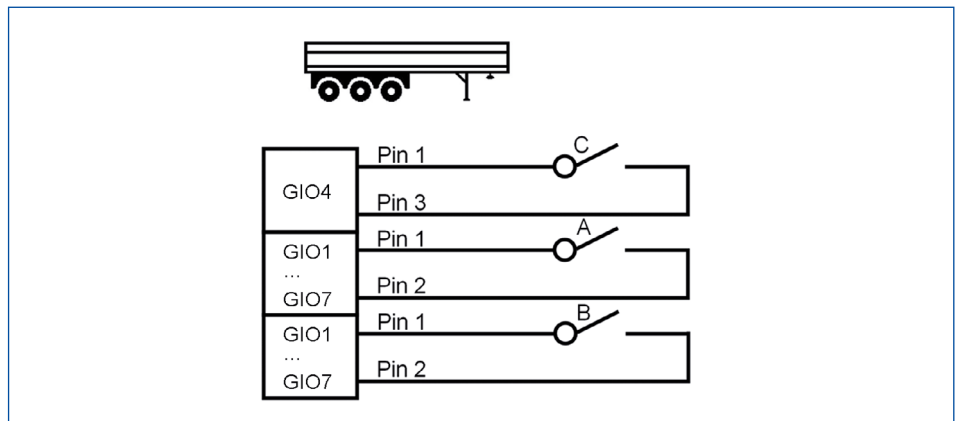 Pin 1
C
GIO4
Pin 3
Pin 1
A
GIO1
...
GIO7
Pin 2
Pin 1
B
GIO1
...
GIO7
Pin 2